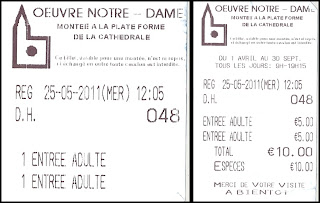 OEUVRE NOTRE - DAME
MONTEE A LA PLATE FORME
DE LA CATHEDRALE
REG 25-05-2011(MER) 12:05
D.H. 048
1 ENTREE ADULTE
1 ENTREE ADULTE
OEUVRE NOTRE - DAME
MONTEE A LA PLATE FORME
DE LA CATHEDRALE
DU 1 AVRIL AU 30 SEPT.
TOUS LES JOURS: 9H-19H15
REG 25-05-2011(MER) 12:05
D.H. 048
ENTREE ADULTE €5.00
ENTREE ADULTE €5.00
TOTAL €10.00
ESPECES €10.00
MERCI DE VOTRE VISITE
A BIENTOT